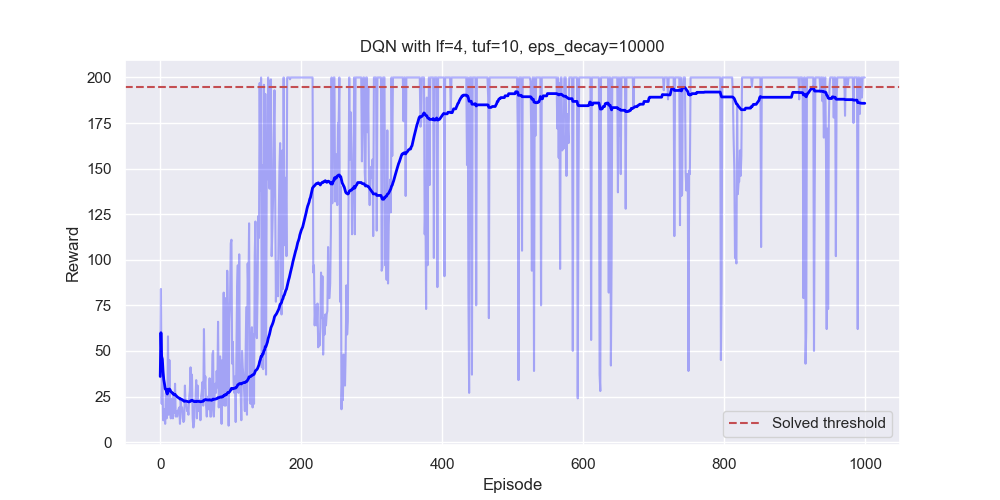 DQN with lf=4, tuf=10, eps_decay=10000
Reward
200
175
150
125
100
75
50
25
0
Solved threshold
0 200 400 600 800 1000
Episode